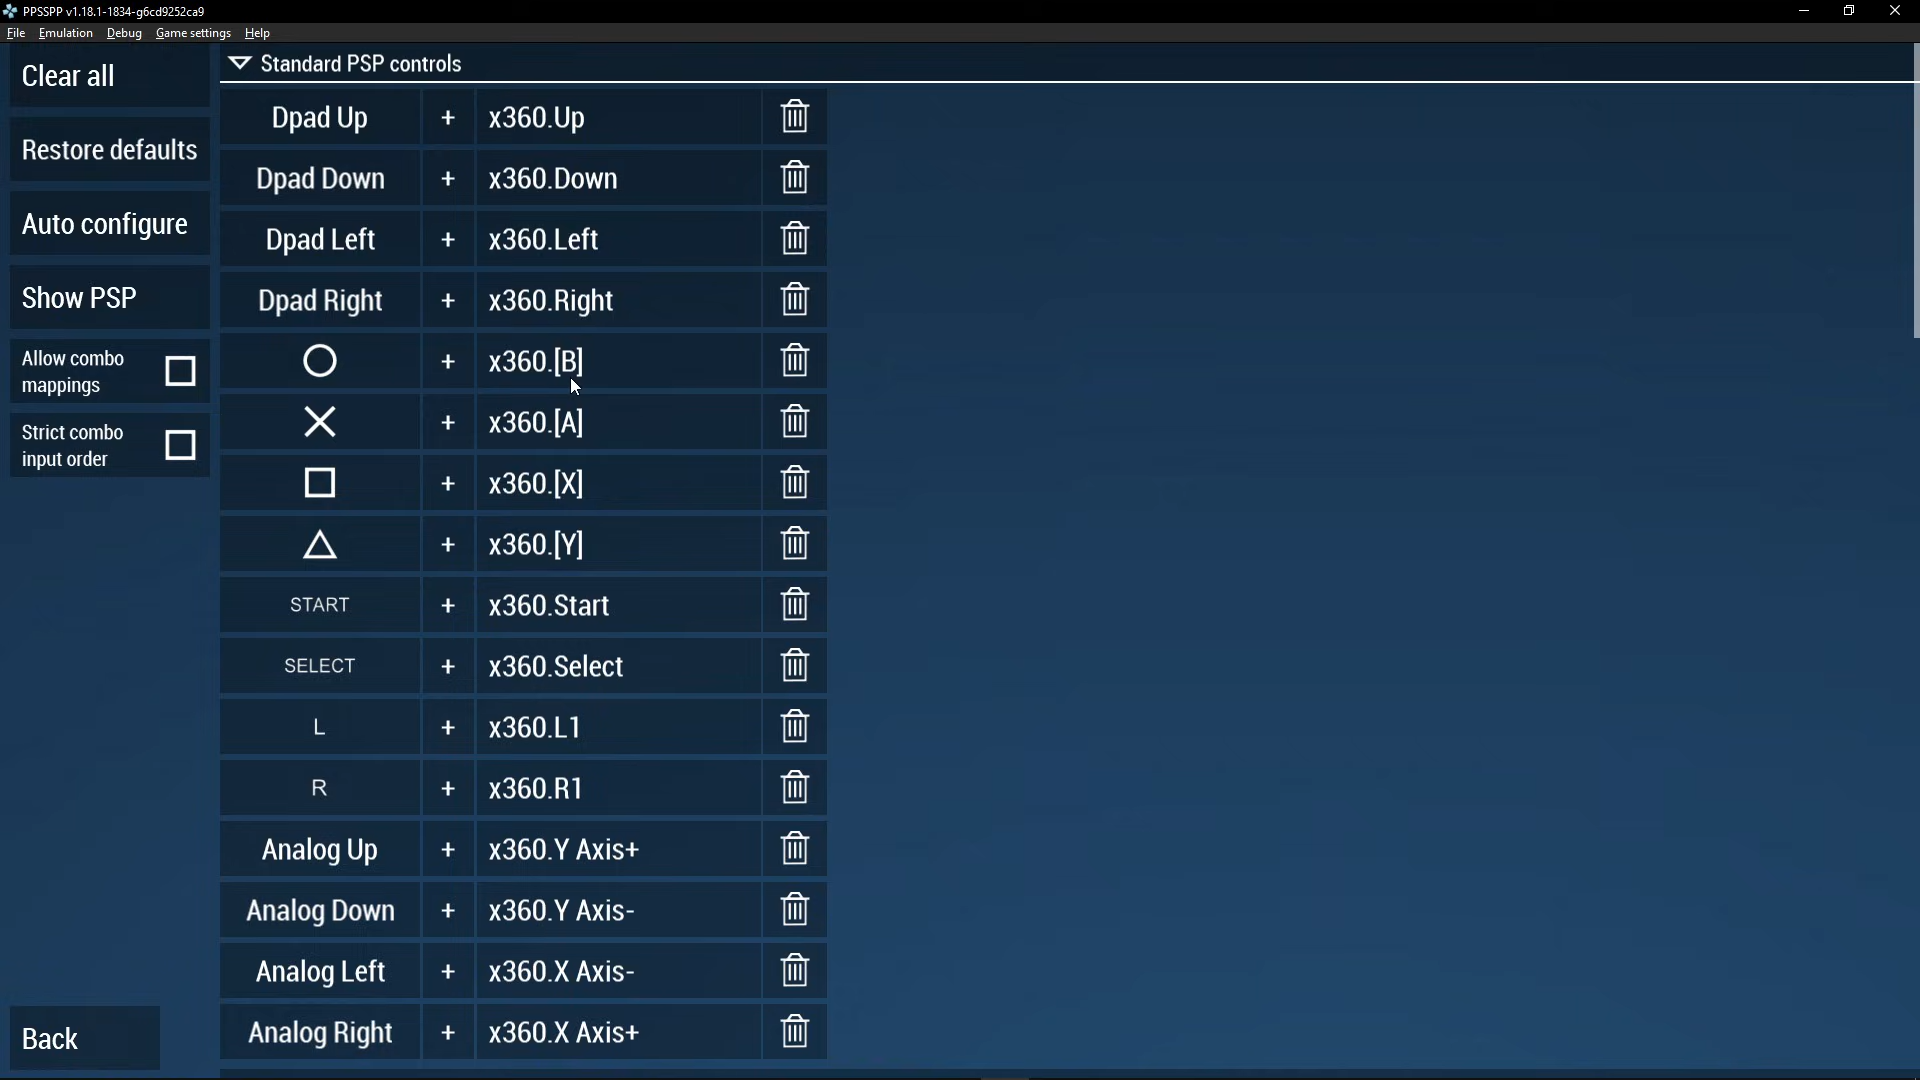 PPSSPP v1.18.1-1834-g6cd9252ca9
File Emulation Debug Game settings Help
Clear all
Restore defaults
Auto configure
Show PSP
Allow combo
mappings
Strict combo
input order
Back
Standard PSP controls
Dpad Up + x360.Up
Dpad Down + x360.Down
Dpad Left + x360.Left
Dpad Right + x360.Right
+ x360.[B]
+ x360.[A]
+ x360.[X]
+ x360.[Y]
START + x360.Start
SELECT + x360.Select
L + x360.L1
R + x360.R1
Analog Up + x360.Y Axis+
Analog Down + x360.Y Axis-
Analog Left + x360.X Axis-
Analog Right + x360.X Axis+